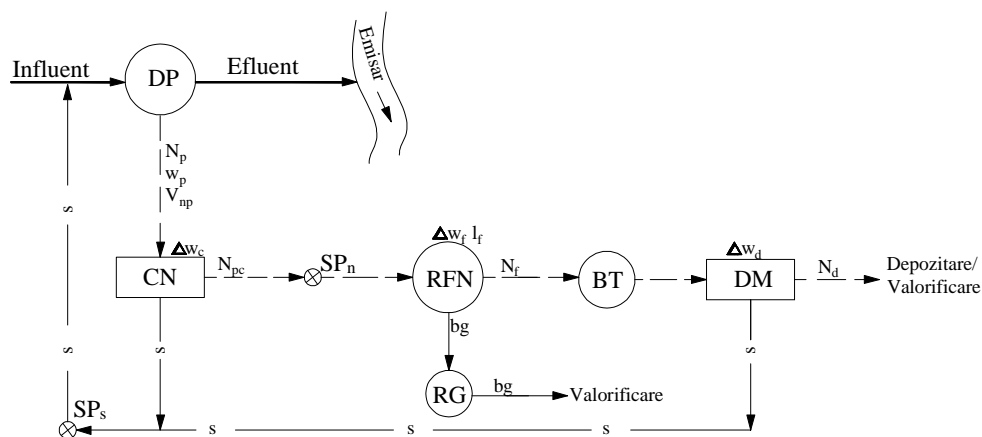 Influent
DP
Efluent
Emisar
N_p
w_p
V_np
s
s
Δw_c
CN
N_pc
SP_n
Δw_f l_f
RFN
N_f
BT
Δw_d
DM
N_d
Depozitare/
Valorificare
bg
s
s
s
RG
bg
Valorificare
SP_s
s
s
s